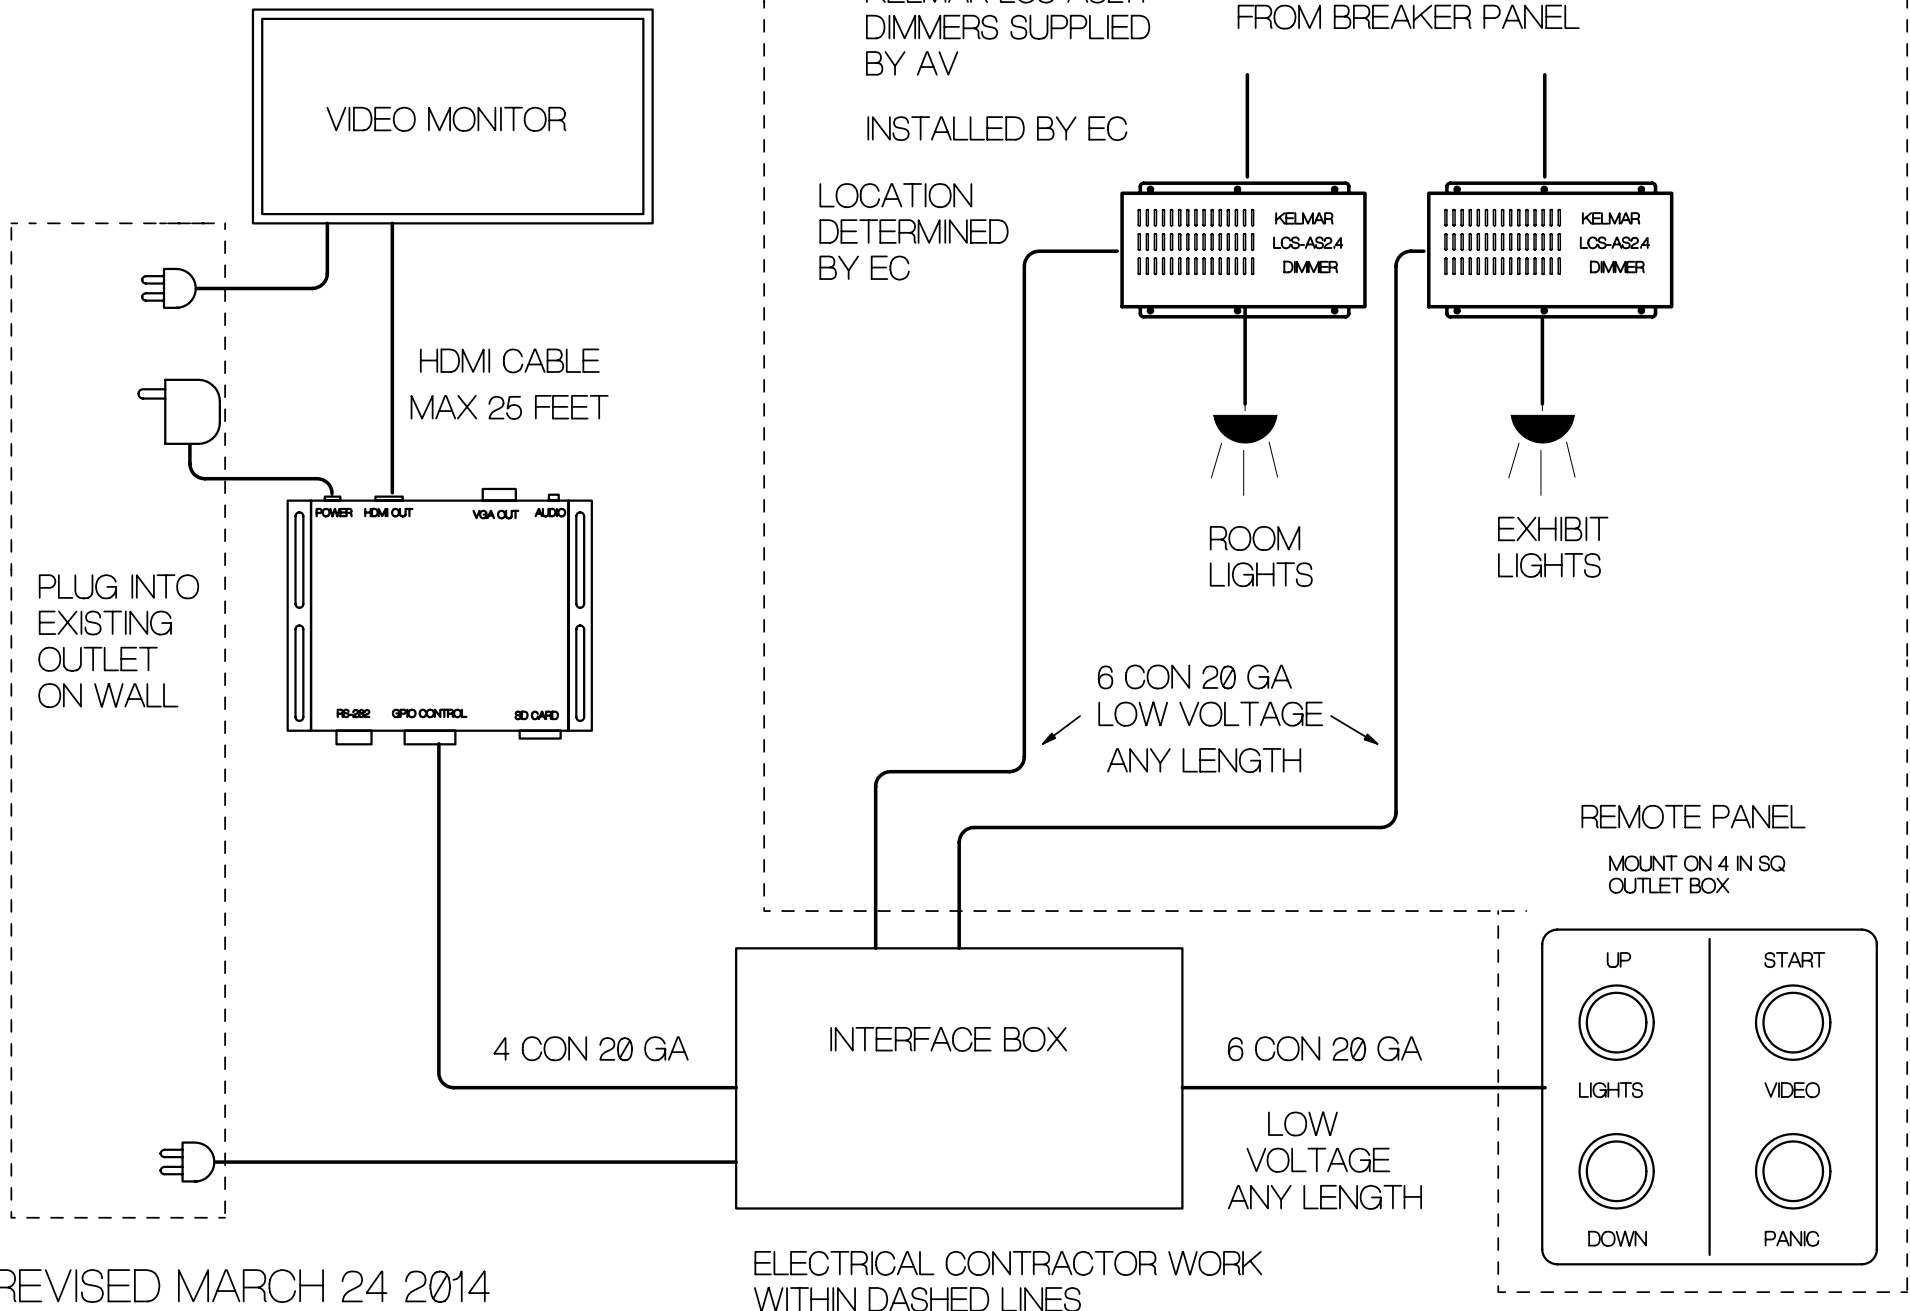 DIMMERS SUPPLIED
BY AV
INSTALLED BY EC
LOCATION
DETERMINED
BY EC
FROM BREAKER PANEL
VIDEO MONITOR
KELMAR
LCS-AS2.4
DIMMER
KELMAR
LCS-AS2.4
DIMMER
HDMI CABLE
MAX 25 FEET
POWER
HDMI OUT
VGA OUT
AUDIO
ROOM
LIGHTS
EXHIBIT
LIGHTS
PLUG INTO
EXISTING
OUTLET
ON WALL
RS-232
GPIO CONTROL
SD CARD
6 CON 20 GA
LOW VOLTAGE
ANY LENGTH
REMOTE PANEL
MOUNT ON 4 IN SQ
OUTLET BOX
UP
START
LIGHTS
VIDEO
DOWN
PANIC
4 CON 20 GA
INTERFACE BOX
6 CON 20 GA
LOW
VOLTAGE
ANY LENGTH
REVISED MARCH 24 2014
ELECTRICAL CONTRACTOR WORK
WITHIN DASHED LINES